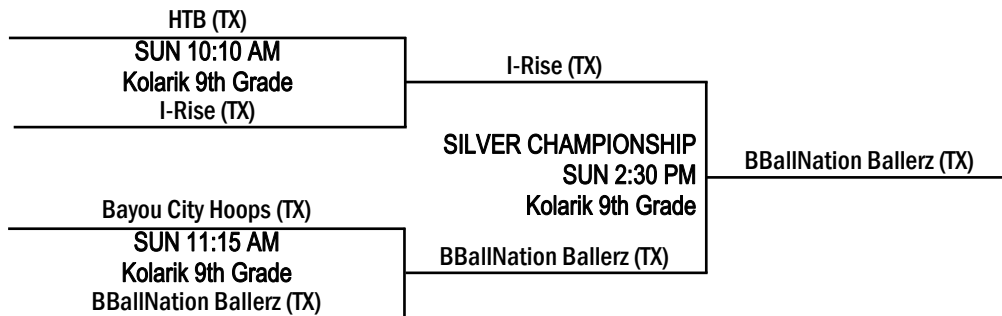 HTB (TX)
SUN 10:10 AM
Kolarik 9th Grade
I-Rise (TX)
I-Rise (TX)
SILVER CHAMPIONSHIP
SUN 2:30 PM
Kolarik 9th Grade
BBallNation Ballerz (TX)
Bayou City Hoops (TX)
SUN 11:15 AM
Kolarik 9th Grade
BBallNation Ballerz (TX)
BBallNation Ballerz (TX)